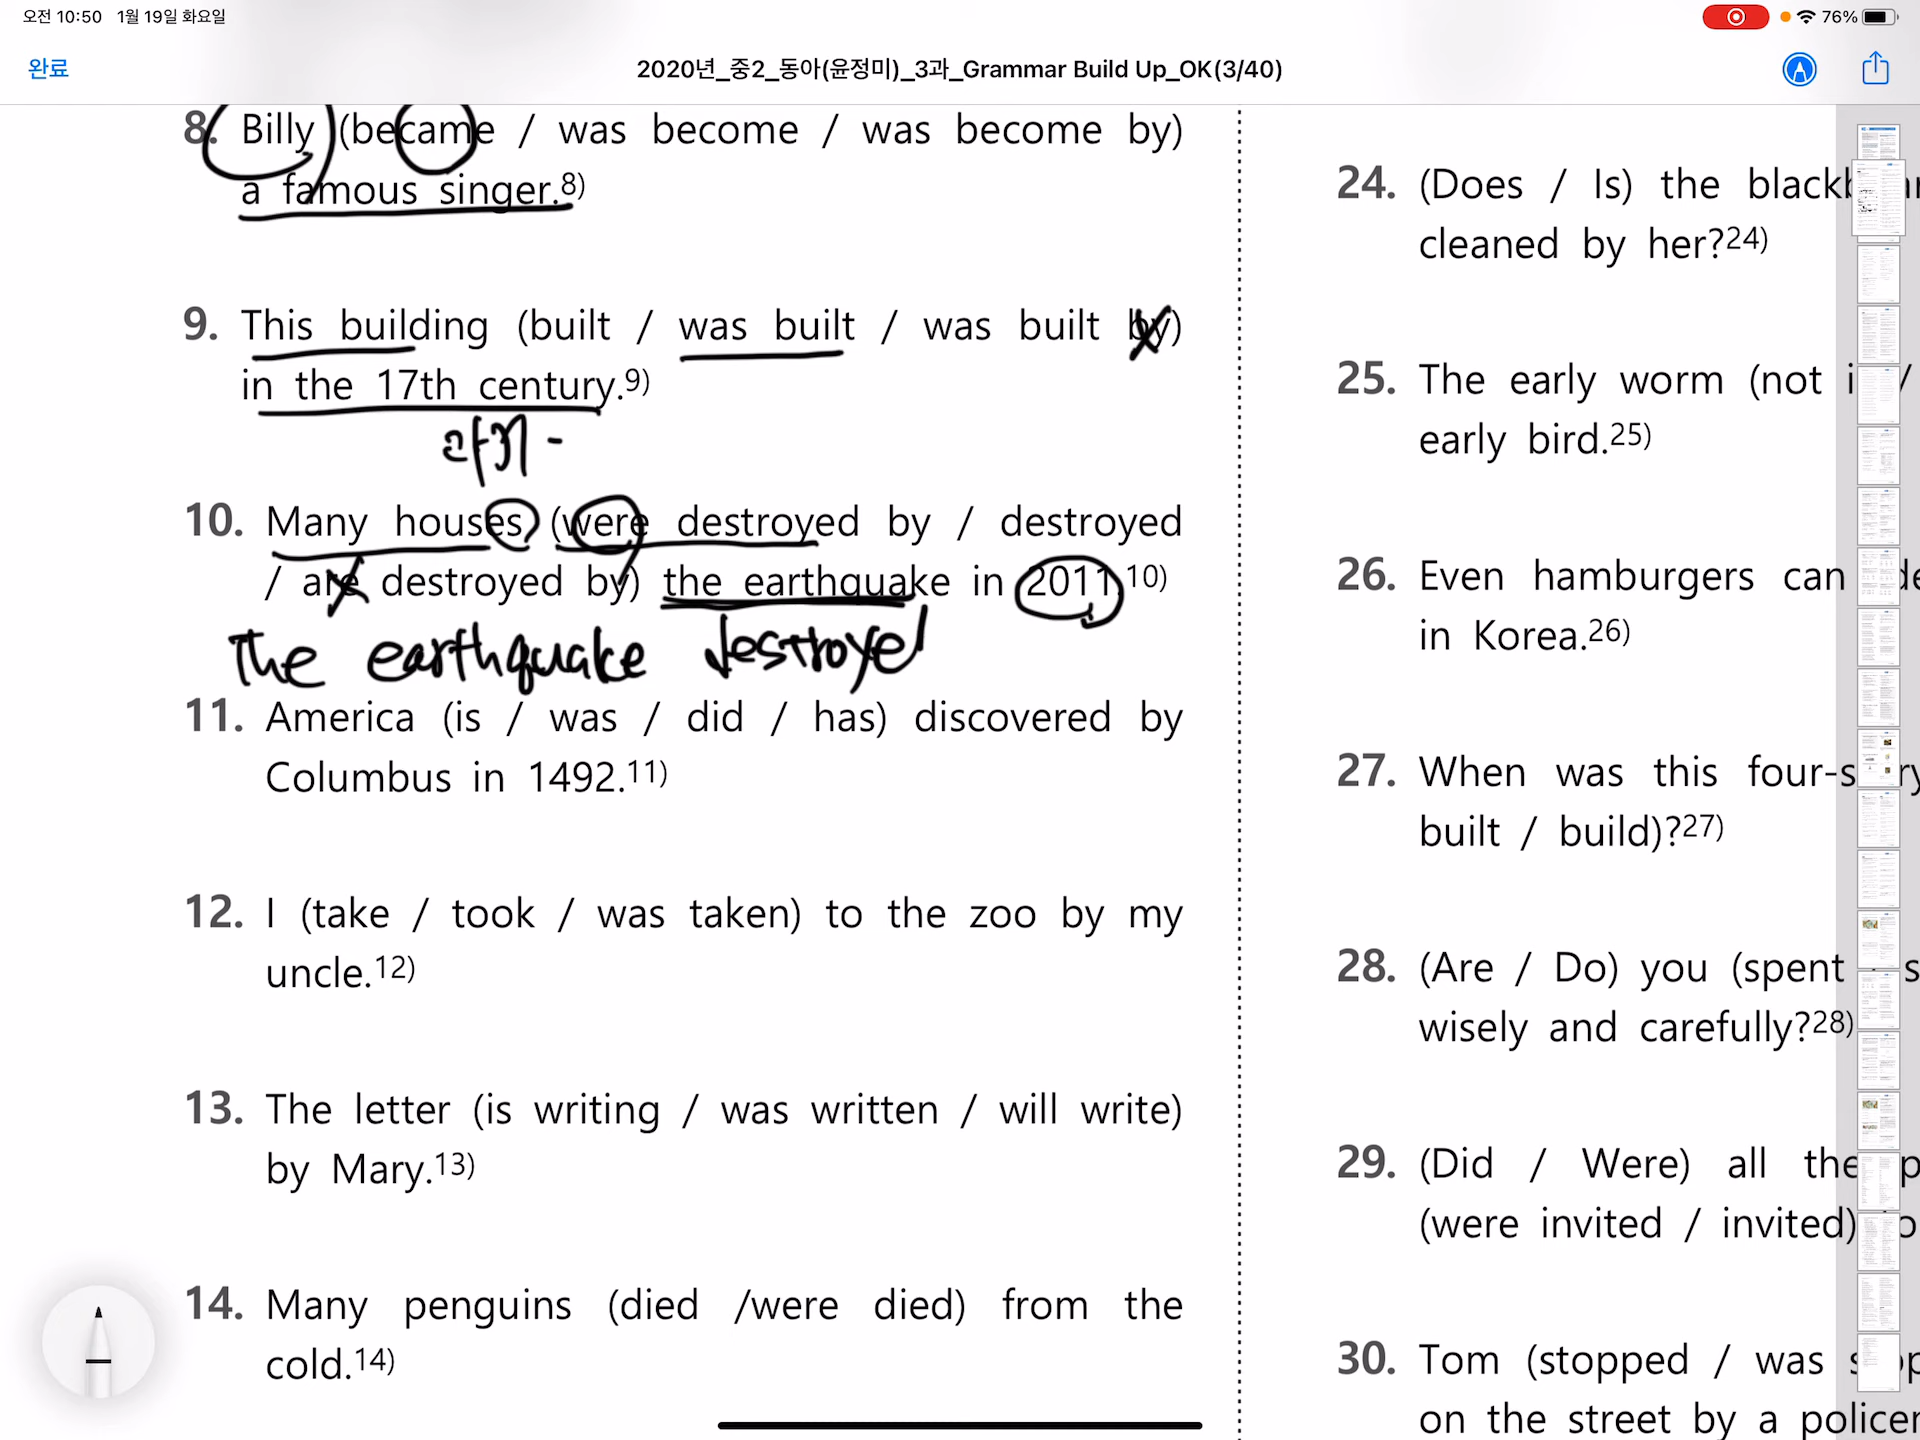 오전 10:50 1월 19일 화요일
76%
완료
2020년_중2_동아(윤정미)_3과_Grammar Build Up_OK(3/40)
8. Billy (became / was become / was become by)
a famous singer.8)
9. This building (built / was built / was built by)
in the 17th century.9)
과거 -
10. Many houses (were destroyed by / destroyed
/ are destroyed by) the earthquake in 2011.10)
The earthquake destroyed
11. America (is / was / did / has) discovered by
Columbus in 1492.11)
12. I (take / took / was taken) to the zoo by my
uncle.12)
13. The letter (is writing / was written / will write)
by Mary.13)
14. Many penguins (died /were died) from the
cold.14)
24. (Does / Is) the
cleaned by her?24)
25. The early worm (not /
early bird.25)
26. Even hamburgers can
in Korea.26)
27. When was this
built / build)?27)
28. (Are / Do) you (spent
wisely and carefully?28)
29. (Did / Were) all the
(were invited / invited)
30. Tom (stopped / was
on the street by a